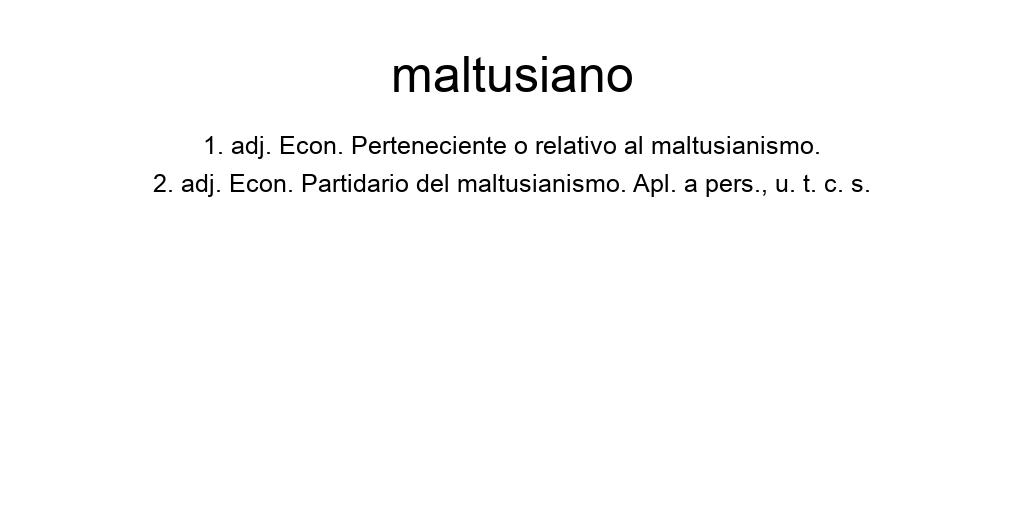 maltusiano
1. adj. Econ. Perteneciente o relativo al maltusianismo.
2. adj. Econ. Partidario del maltusianismo. Apl. a pers., u. t. c. s.